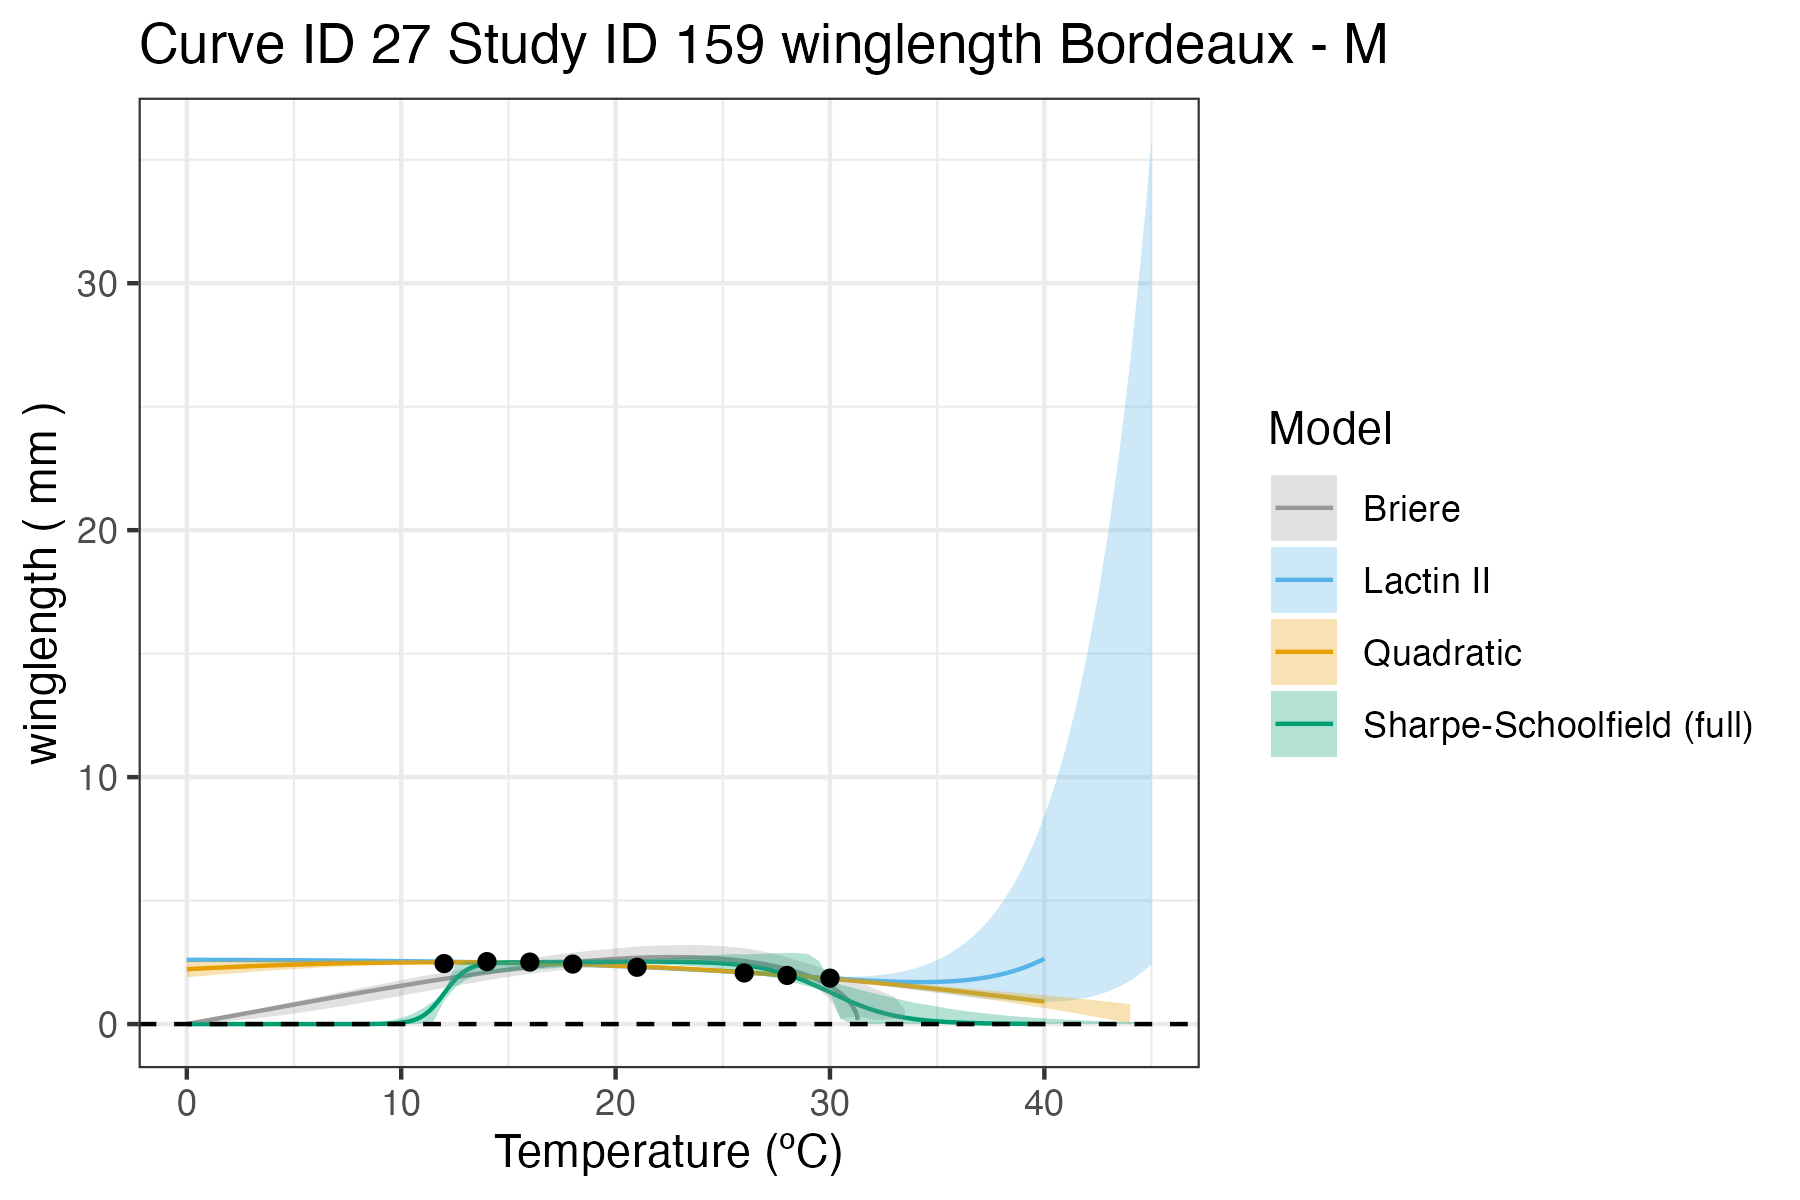 Curve ID 27 Study ID 159 winglength Bordeaux - M
winglength ( mm )
30
20
10
0
0 10 20 30 40
Temperature (ºC)
Model
Briere
Lactin II
Quadratic
Sharpe-Schoolfield (full)